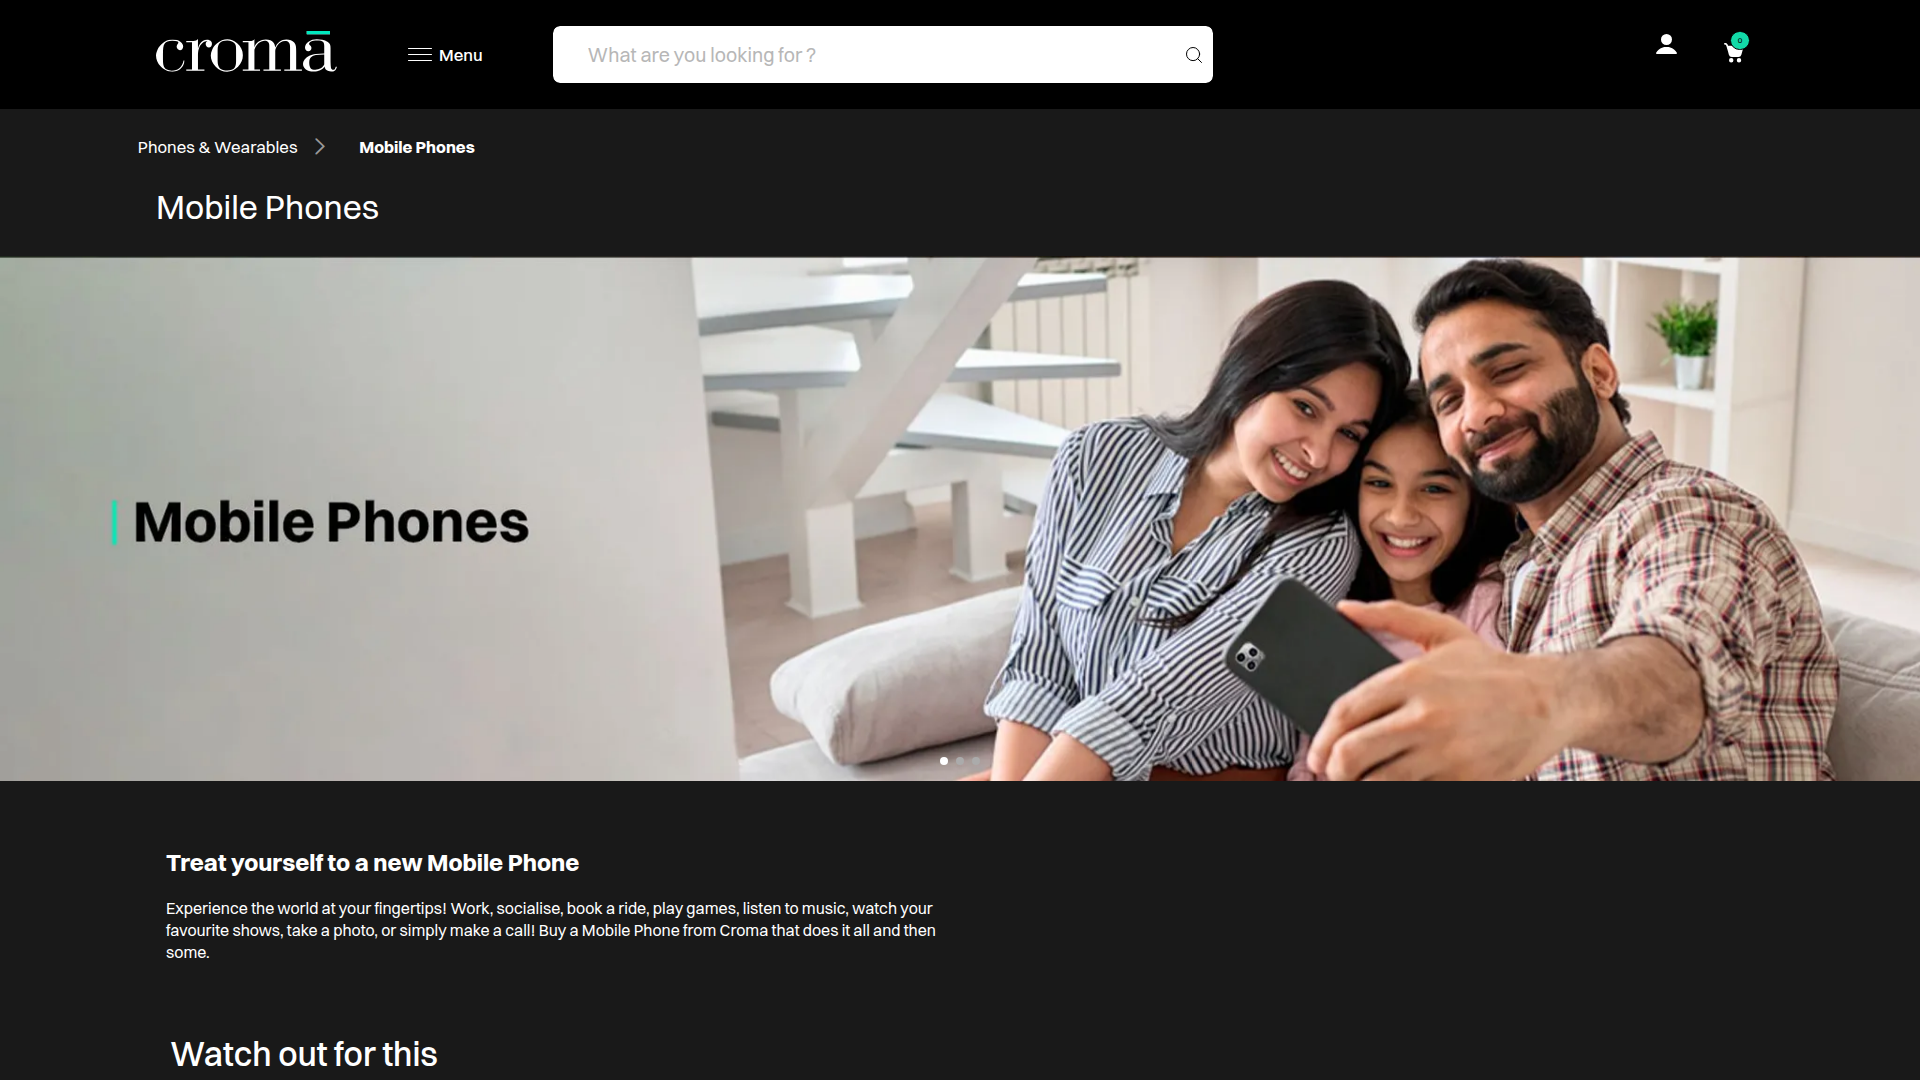 cromā
Menu
What are you looking for ?
0
Phones & Wearables
Mobile Phones
Mobile Phones
Mobile Phones
Treat yourself to a new Mobile Phone
Experience the world at your fingertips! Work, socialise, book a ride, play games, listen to music, watch your
favourite shows, take a photo, or simply make a call! Buy a Mobile Phone from Croma that does it all and then
some.
Watch out for this